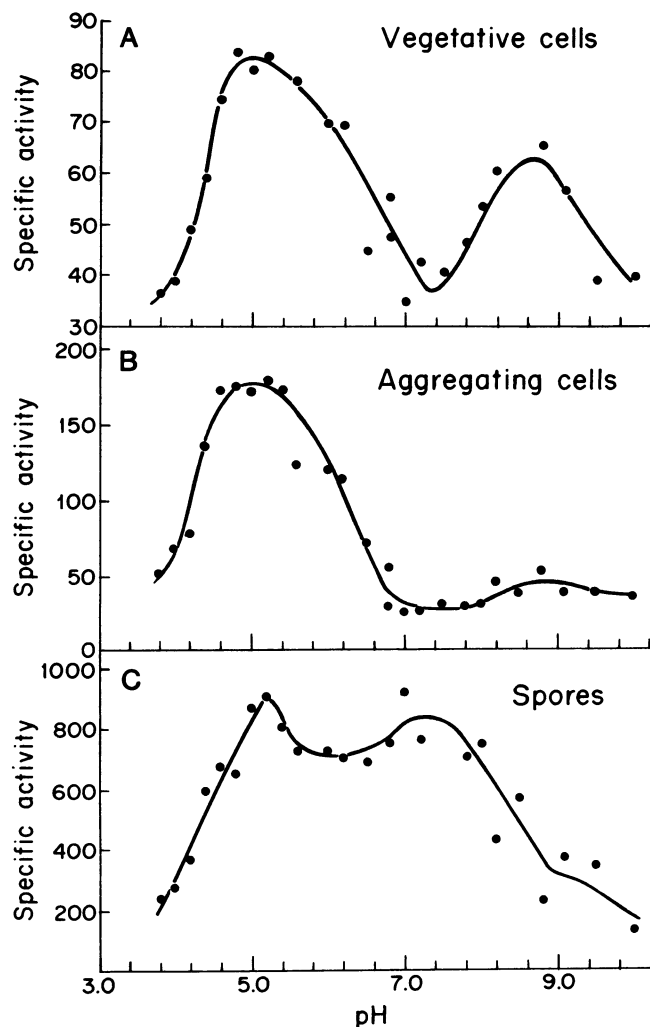 A
Vegetative cells
Specific activity
90
80
70
60
50
40
30
B
Aggregating cells
Specific activity
200
150
100
50
0
C
Spores
Specific activity
1000
800
600
400
200
3.0 5.0 7.0 9.0
pH